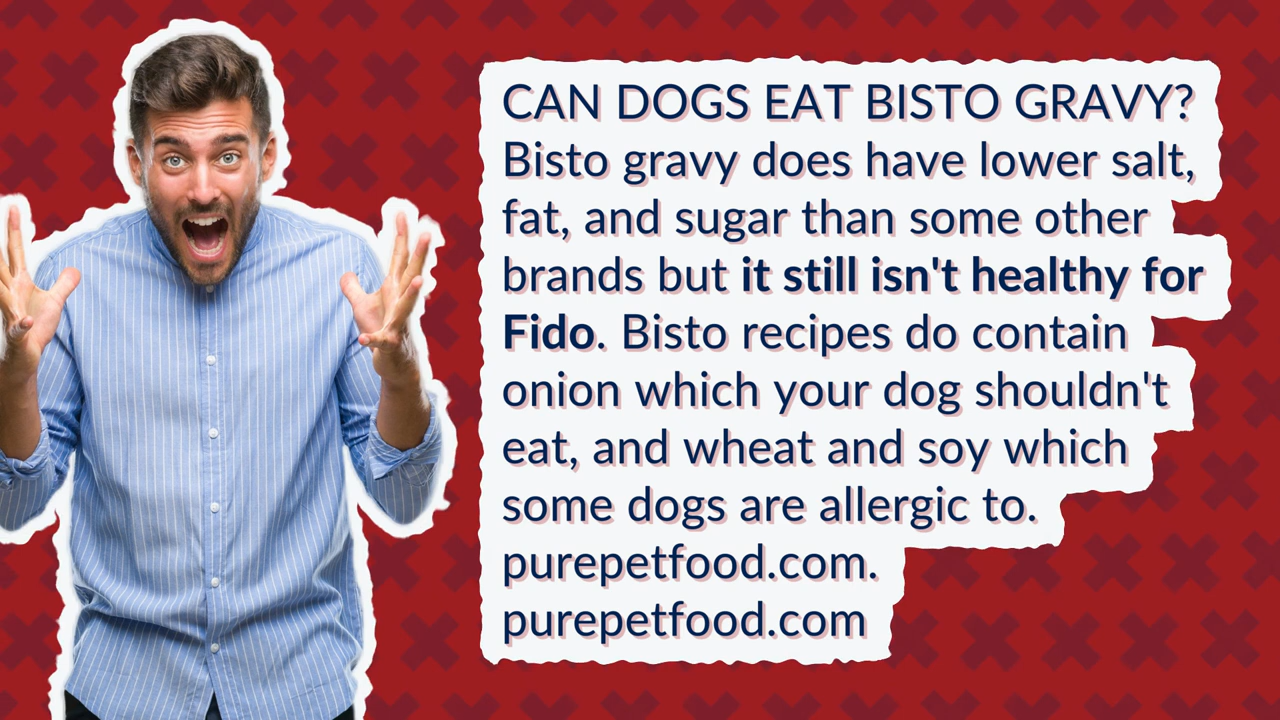 CAN DOGS EAT BISTO GRAVY?
Bisto gravy does have lower salt,
fat, and sugar than some other
brands but it still isn't healthy for
Fido. Bisto recipes do contain
onion which your dog shouldn't
eat, and wheat and soy which
some dogs are allergic to.
purepetfood.com.
purepetfood.com